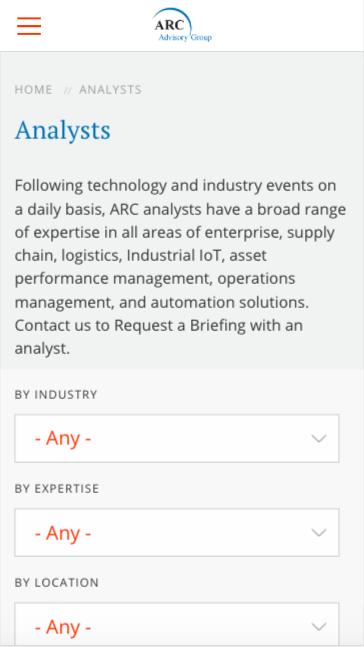 ARC
Advisory Group
HOME // ANALYSTS
Analysts
Following technology and industry events on
a daily basis, ARC analysts have a broad range
of expertise in all areas of enterprise, supply
chain, logistics, Industrial IoT, asset
performance management, operations
management, and automation solutions.
Contact us to Request a Briefing with an
analyst.
BY INDUSTRY
- Any -
BY EXPERTISE
- Any -
BY LOCATION
- Any -